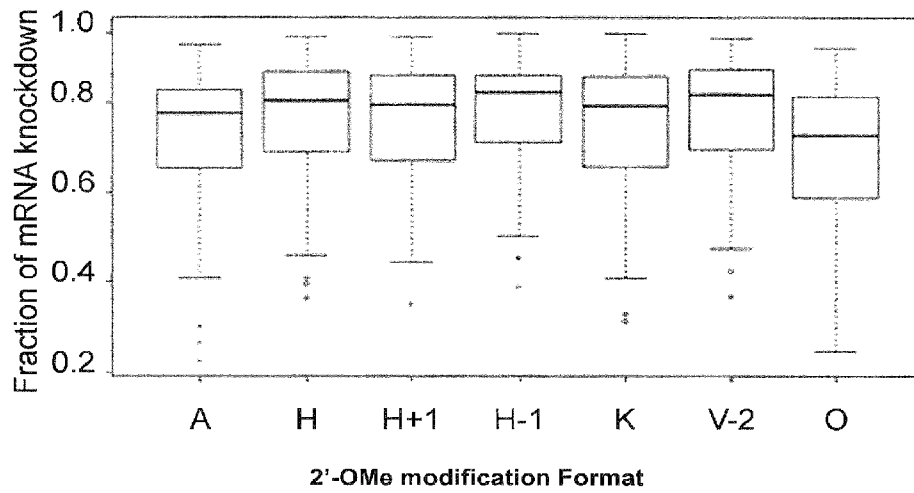 Fraction of mRNA knockdown
1.0
0.8
0.6
0.4
0.2
A H H+1 H-1 K V-2 O
2'-OMe modification Format